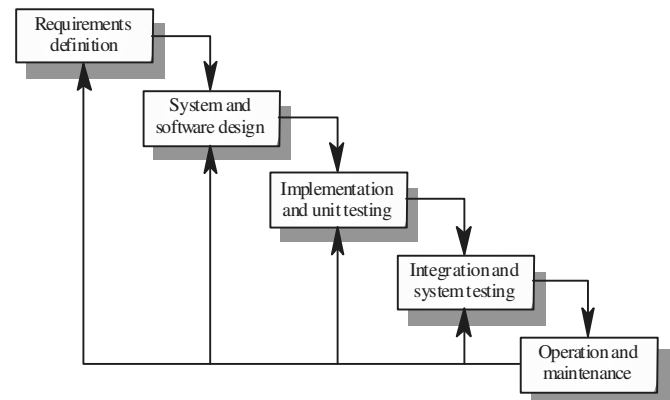 Requirements
definition
System and
software design
Implementation
and unit testing
Integration and
system testing
Operation and
maintenance